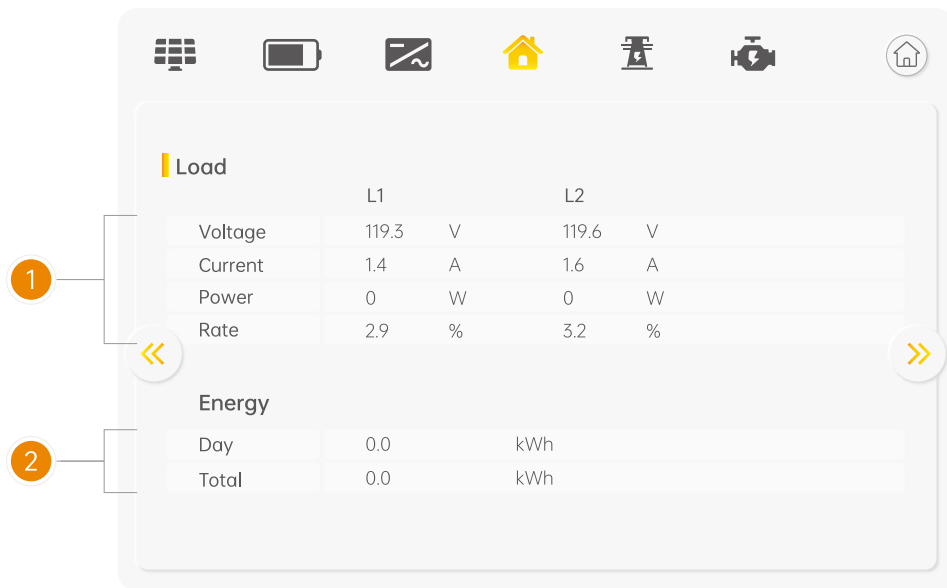 Load
L1 L2
Voltage 119.3 V 119.6 V
1 Current 1.4 A 1.6 A
Power 0 W 0 W
Rate 2.9 % 3.2 %
Energy
Day 0.0 kWh
2 Total 0.0 kWh